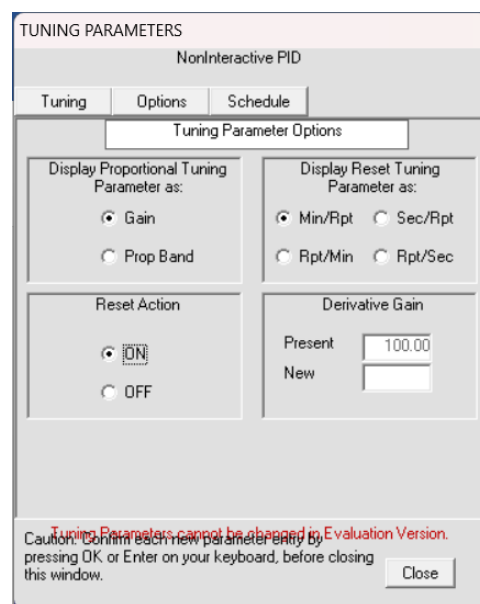 TUNING PARAMETERS
NonInteractive PID
Tuning Options Schedule
Tuning Parameter Options
Display Proportional Tuning
Parameter as:
Gain
Prop Band
Display Reset Tuning
Parameter as:
Min/Rpt Sec/Rpt
Rpt/Min Rpt/Sec
Reset Action
ON
OFF
Derivative Gain
Present 100.00
New
Tuning Parameters cannot be changed in Evaluation Version.
Caution: Confirm each new parameter entry by
pressing OK or Enter on your keyboard, before closing
this window.
Close